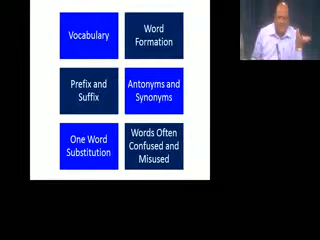 Vocabulary
Word
Formation
Prefix and
Suffix
Antonyms and
Synonyms
One Word
Substitution
Words Often
Confused and
Misused